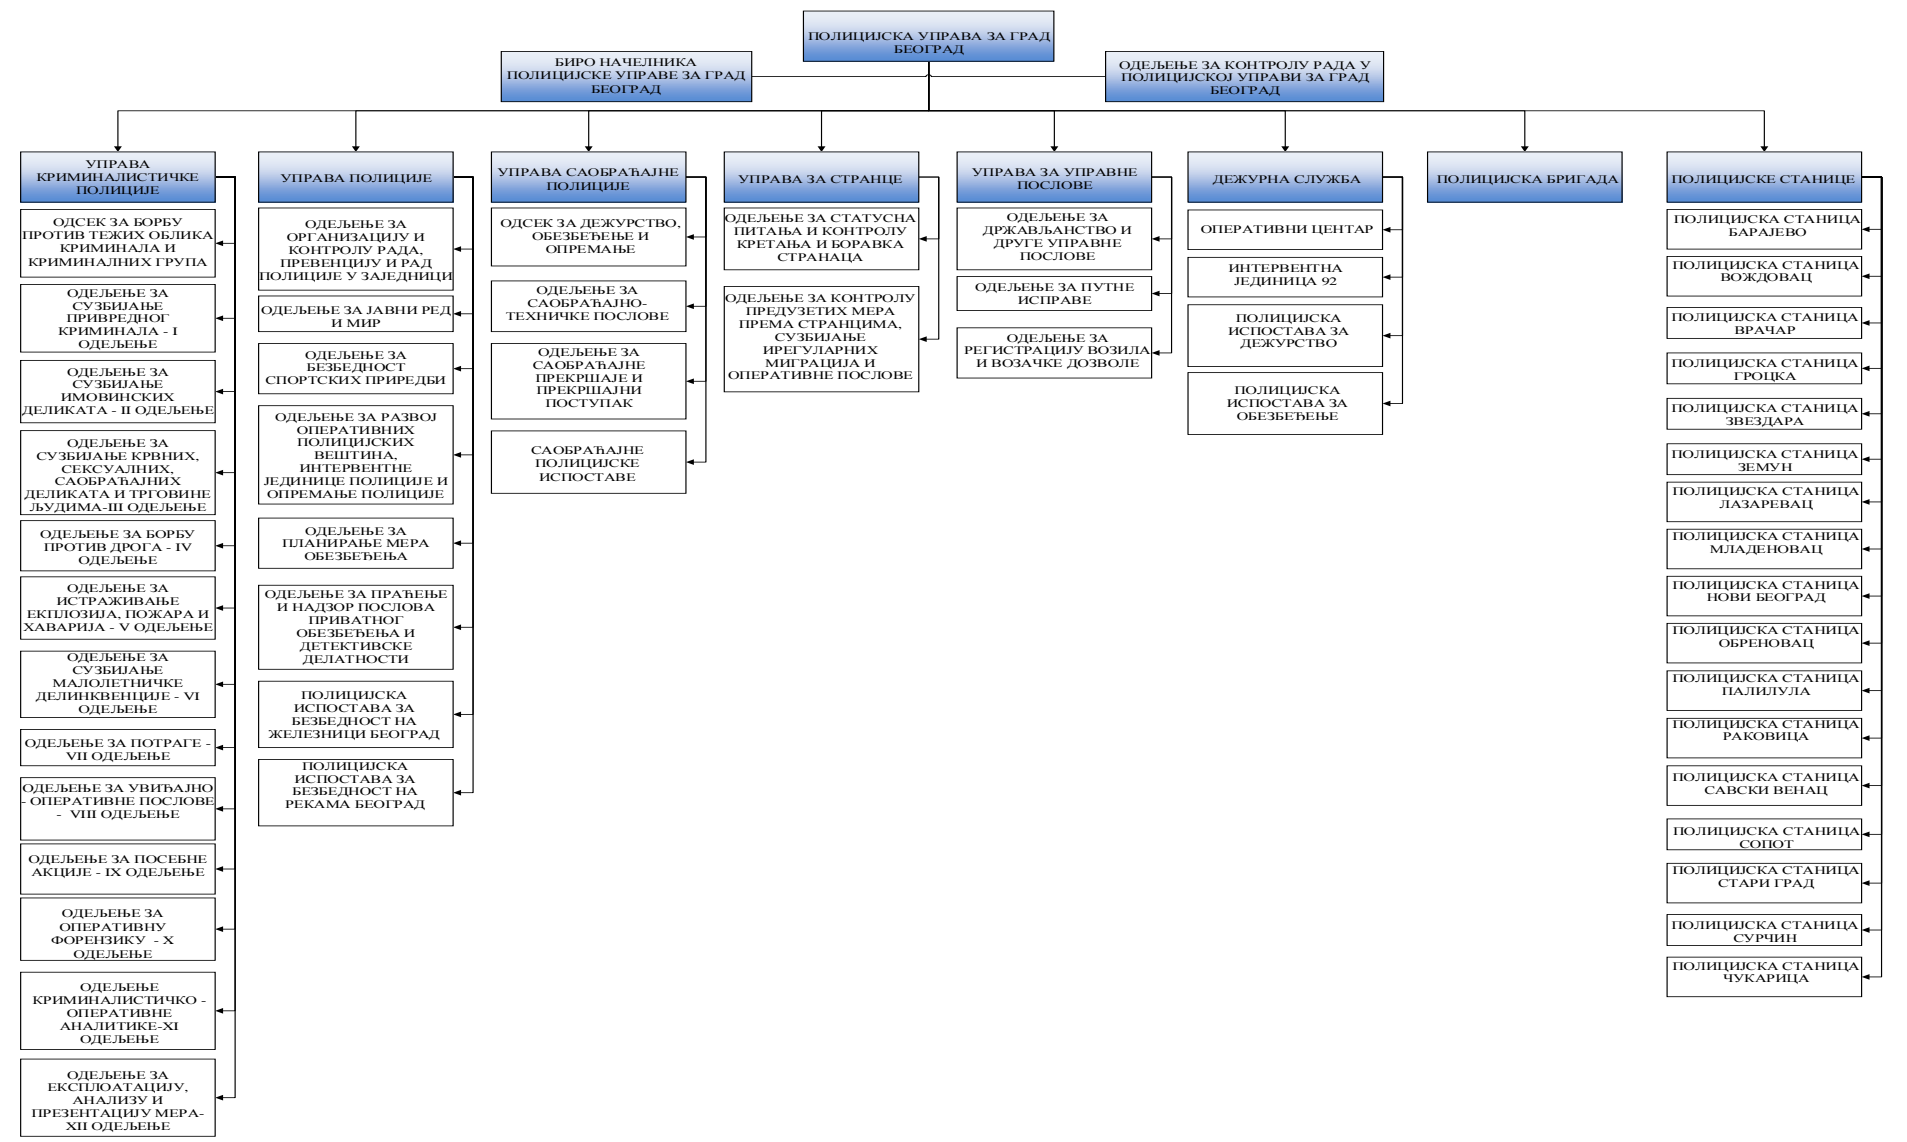 ПОЛИЦИЈСКА УПРАВА ЗА ГРАД
БЕОГРАД
БИРО НАЧЕЛНИКА
ПОЛИЦИЈСКЕ УПРАВЕ ЗА ГРАД
БЕОГРАД
ОДЕЉЕЊЕ ЗА КОНТРОЛУ РАДА У
ПОЛИЦИЈСКОЈ УПРАВИ ЗА ГРАД
БЕОГРАД
УПРАВА
КРИМИНАЛИСТИЧКЕ
ПОЛИЦИЈЕ
ОДСЕК ЗА БОРБУ
ПРОТИВ ТЕЖИХ ОБЛИКА
КРИМИНАЛА И
КРИМИНАЛНИХ ГРУПА
ОДЕЉЕЊЕ ЗА
СУЗБИЈАЊЕ
ПРИВРЕДНОГ
КРИМИНАЛА - I
ОДЕЉЕЊЕ
ОДЕЉЕЊЕ ЗА
СУЗБИЈАЊЕ
ИМОВИНСКИХ
ДЕЛИКАТА - II ОДЕЉЕЊЕ
ОДЕЉЕЊЕ ЗА
СУЗБИЈАЊЕ КРВНИХ,
СЕКСУАЛНИХ,
САОБРАЋАЈНИХ
ДЕЛИКАТА И ТРГОВИНЕ
ЉУДИМА-III ОДЕЉЕЊЕ
ОДЕЉЕЊЕ ЗА БОРБУ
ПРОТИВ ДРОГА - IV
ОДЕЉЕЊЕ
ОДЕЉЕЊЕ ЗА
ИСТРАЖИВАЊЕ
ЕКПЛОЗИЈА, ПОЖАРА И
ХАВАРИЈА - V ОДЕЉЕЊЕ
ОДЕЉЕЊЕ ЗА
СУЗБИЈАЊЕ
МАЛОЛЕТНИЧКЕ
ДЕЛИНКВЕНЦИЈЕ - VI
ОДЕЉЕЊЕ
ОДЕЉЕЊЕ ЗА ПОТРАГЕ -
VII ОДЕЉЕЊЕ
ОДЕЉЕЊЕ ЗА УВИЂАЈНО
- ОПЕРАТИВНЕ ПОСЛОВЕ
- VIII ОДЕЉЕЊЕ
ОДЕЉЕЊЕ ЗА ПОСЕБНЕ
АКЦИЈЕ - IX ОДЕЉЕЊЕ
ОДЕЉЕЊЕ ЗА
ОПЕРАТИВНУ
ФОРЕНЗИКУ - X
ОДЕЉЕЊЕ
ОДЕЉЕЊЕ
КРИМИНАЛИСТИЧКО -
ОПЕРАТИВНЕ
АНАЛИТИКЕ-XI
ОДЕЉЕЊЕ
ОДЕЉЕЊЕ ЗА
ЕКСПЛОАТАЦИЈУ,
АНАЛИЗУ И
ПРЕЗЕНТАЦИЈУ МЕРА-
XII ОДЕЉЕЊЕ
УПРАВА ПОЛИЦИЈЕ
ОДЕЉЕЊЕ ЗА
ОРГАНИЗАЦИЈУ И
КОНТРОЛУ РАДА,
ПРЕВЕНЦИЈУ И РАД
ПОЛИЦИЈЕ У ЗАЈЕДНИЦИ
ОДЕЉЕЊЕ ЗА ЈАВНИ РЕД
И МИР
ОДЕЉЕЊЕ ЗА
БЕЗБЕДНОСТ
СПОРТСКИХ ПРИРЕДБИ
ОДЕЉЕЊЕ ЗА РАЗВОЈ
ОПЕРАТИВНИХ
ПОЛИЦИЈСКИХ
ВЕШТИНА,
ИНТЕРВЕНТНЕ
ЈЕДИНИЦЕ ПОЛИЦИЈЕ И
ОПРЕМАЊЕ ПОЛИЦИЈЕ
ОДЕЉЕЊЕ ЗА
ПЛАНИРАЊЕ МЕРА
ОБЕЗБЕЂЕЊА
ОДЕЉЕЊЕ ЗА ПРАЋЕЊЕ
И НАДЗОР ПОСЛОВА
ПРИВАТНОГ
ОБЕЗБЕЂЕЊА И
ДЕТЕКТИВСКЕ
ДЕЛАТНОСТИ
ПОЛИЦИЈСКА
ИСПОСТАВА ЗА
БЕЗБЕДНОСТ НА
ЖЕЛЕЗНИЦИ БЕОГРАД
ПОЛИЦИЈСКА
ИСПОСТАВА ЗА
БЕЗБЕДНОСТ НА
РЕКАМА БЕОГРАД
УПРАВА САОБРАЋАЈНЕ
ПОЛИЦИЈЕ
ОДСЕК ЗА ДЕЖУРСТВО,
ОБЕЗБЕЂЕЊЕ И
ОПРЕМАЊЕ
ОДЕЉЕЊЕ ЗА
САОБРАЋАЈНО-
ТЕХНИЧКЕ ПОСЛОВЕ
ОДЕЉЕЊЕ ЗА
САОБРАЋАЈНЕ
ПРЕКРШАЈЕ И
ПРЕКРШАЈНИ
ПОСТУПАК
САОБРАЋАЈНЕ
ПОЛИЦИЈСКЕ
ИСПОСТАВЕ
УПРАВА ЗА СТРАНЦЕ
ОДЕЉЕЊЕ ЗА СТАТУСНА
ПИТАЊА И КОНТРОЛУ
КРЕТАЊА И БОРАВКА
СТРАНАЦА
ОДЕЉЕЊЕ ЗА КОНТРОЛУ
ПРЕДУЗЕТИХ МЕРА
ПРЕМА СТРАНЦИМА,
СУЗБИЈАЊЕ
ИРЕГУЛАРНИХ
МИГРАЦИЈА И
ОПЕРАТИВНЕ ПОСЛОВЕ
УПРАВА ЗА УПРАВНЕ
ПОСЛОВЕ
ОДЕЉЕЊЕ ЗА
ДРЖАВЉАНСТВО И
ДРУГЕ УПРАВНЕ
ПОСЛОВЕ
ОДЕЉЕЊЕ ЗА ПУТНЕ
ИСПРАВЕ
ОДЕЉЕЊЕ ЗА
РЕГИСТРАЦИЈУ ВОЗИЛА
И ВОЗАЧКЕ ДОЗВОЛЕ
ДЕЖУРНА СЛУЖБА
ОПЕРАТИВНИ ЦЕНТАР
ИНТЕРВЕНТНА
ЈЕДИНИЦА 92
ПОЛИЦИЈСКА
ИСПОСТАВА ЗА
ДЕЖУРСТВО
ПОЛИЦИЈСКА
ИСПОСТАВА ЗА
ОБЕЗБЕЂЕЊЕ
ПОЛИЦИЈСКА БРИГАДА
ПОЛИЦИЈСКЕ СТАНИЦЕ
ПОЛИЦИЈСКА СТАНИЦА
БАРАЈЕВО
ПОЛИЦИЈСКА СТАНИЦА
ВОЖДОВАЦ
ПОЛИЦИЈСКА СТАНИЦА
ВРАЧАР
ПОЛИЦИЈСКА СТАНИЦА
ГРОЦКА
ПОЛИЦИЈСКА СТАНИЦА
ЗВЕЗДАРА
ПОЛИЦИЈСКА СТАНИЦА
ЗЕМУН
ПОЛИЦИЈСКА СТАНИЦА
ЛАЗАРЕВАЦ
ПОЛИЦИЈСКА СТАНИЦА
МЛАДЕНОВАЦ
ПОЛИЦИЈСКА СТАНИЦА
НОВИ БЕОГРАД
ПОЛИЦИЈСКА СТАНИЦА
ОБРЕНОВАЦ
ПОЛИЦИЈСКА СТАНИЦА
ПАЛИЛУЛА
ПОЛИЦИЈСКА СТАНИЦА
РАКОВИЦА
ПОЛИЦИЈСКА СТАНИЦА
САВСКИ ВЕНАЦ
ПОЛИЦИЈСКА СТАНИЦА
СОПОТ
ПОЛИЦИЈСКА СТАНИЦА
СТАРИ ГРАД
ПОЛИЦИЈСКА СТАНИЦА
СУРЧИН
ПОЛИЦИЈСКА СТАНИЦА
ЧУКАРИЦА